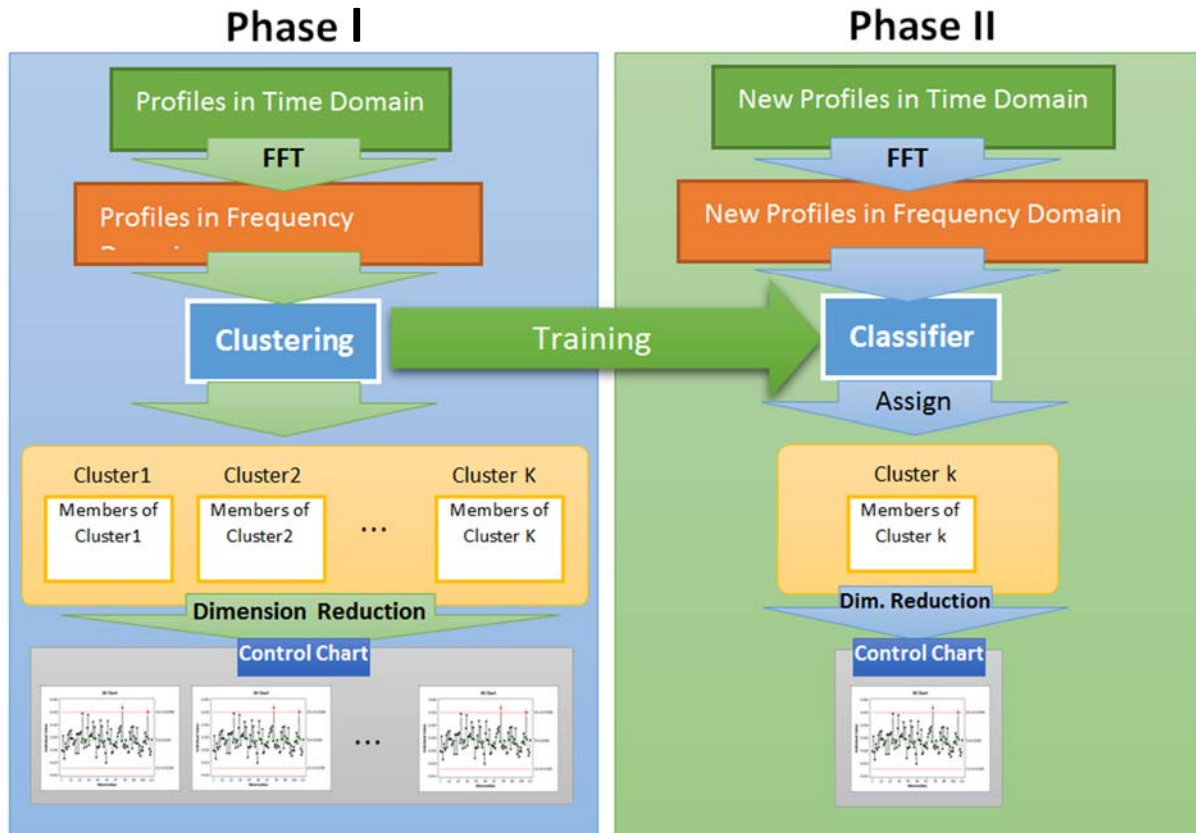 Phase I
Profiles in Time Domain
FFT
Profiles in Frequency
Clustering
Training
Cluster1
Cluster2
Cluster K
Members of
Cluster1
Members of
Cluster2
...
Members of
Cluster K
Dimension Reduction
Control Chart
...
Phase II
New Profiles in Time Domain
FFT
New Profiles in Frequency Domain
Classifier
Assign
Cluster k
Members of
Cluster k
Dim. Reduction
Control Chart